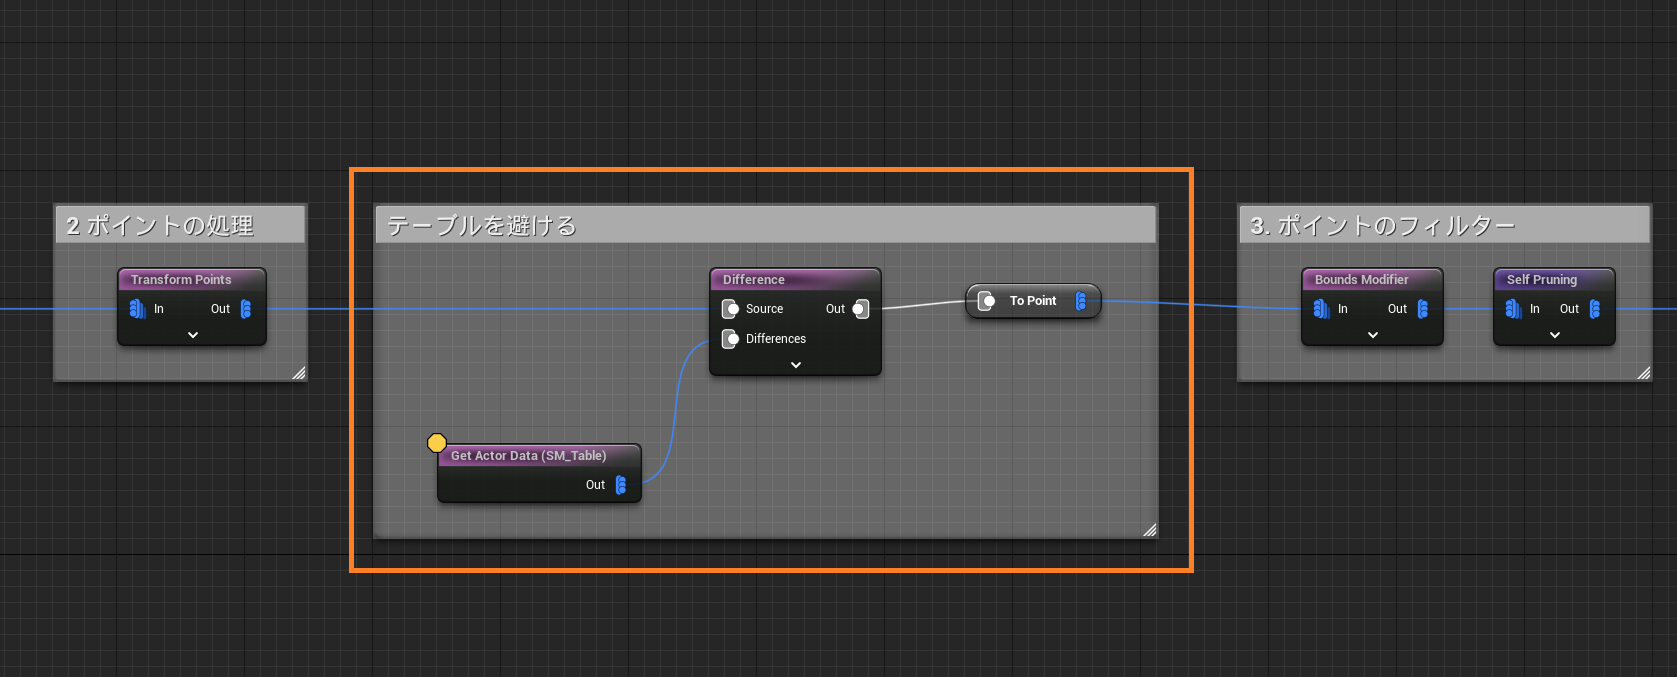 2 ポイントの処理
Transform Points
In Out
テーブルを避ける
Difference
Source Out
Differences
To Point
Get Actor Data (SM_Table)
Out
3. ポイントのフィルター
Bounds Modifier
In Out
Self Pruning
In Out